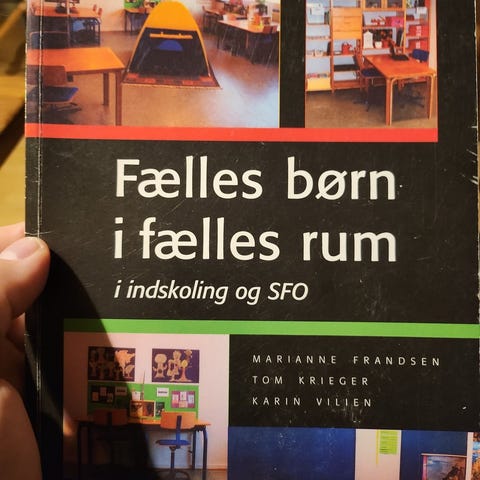 Fælles børn
i fælles rum
i indskoling og SFO
MARIANNE FRANDSEN
TOM KRIEGER
KARIN VILIEN